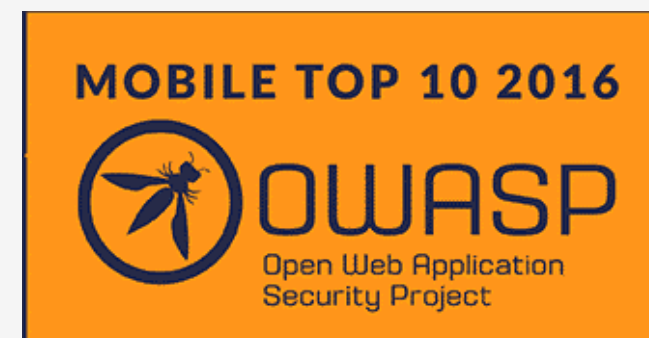 MOBILE TOP 10 2016
OWASP
Open Web Application
Security Project